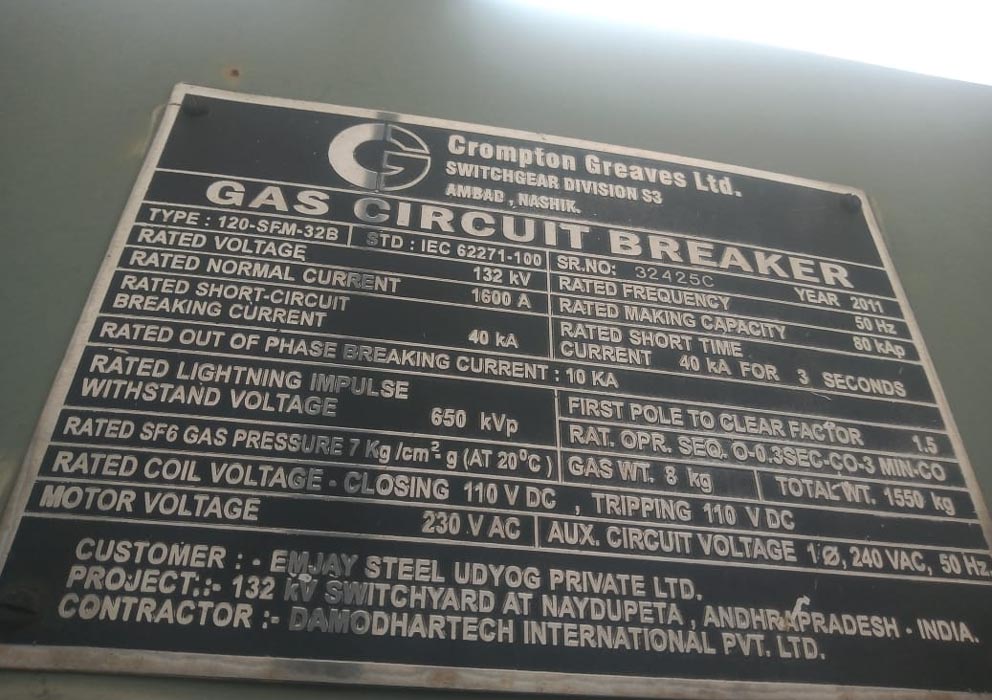 CG
Crompton Greaves Ltd.
SWITCHGEAR DIVISION S3
AMBAD , NASHIK.
GAS CIRCUIT BREAKER
TYPE : 120-SFM-32B STD : IEC 62271-100 SR.NO: 32425C YEAR 2011
RATED VOLTAGE 132 kV RATED FREQUENCY 50 Hz
RATED NORMAL CURRENT 1600 A RATED MAKING CAPACITY 80 kAp
RATED SHORT-CIRCUIT
BREAKING CURRENT 40 kA
RATED SHORT TIME
CURRENT 40 kA FOR 3 SECONDS
RATED OUT OF PHASE BREAKING CURRENT : 10 KA
RATED LIGHTNING IMPULSE
WITHSTAND VOLTAGE 650 kVp
FIRST POLE TO CLEAR FACTOR 1.5
RAT. OPR. SEQ. O-0.3SEC-CO-3 MIN-CO
RATED SF6 GAS PRESSURE 7 Kg/cm². g (AT 20°C) GAS WT. 8 kg TOTAL WT. 1550 kg
RATED COIL VOLTAGE - CLOSING 110 V DC , TRIPPING 110 V DC
MOTOR VOLTAGE 230 V AC AUX. CIRCUIT VOLTAGE 1Ø, 240 VAC, 50 Hz.
CUSTOMER : - EMJAY STEEL UDYOG PRIVATE LTD.
PROJECT.:- 132 KV SWITCHYARD AT NAYDUPETA , ANDHRA PRADESH - INDIA.
CONTRACTOR :- DAMODHARTECH INTERNATIONAL PVT. LTD.